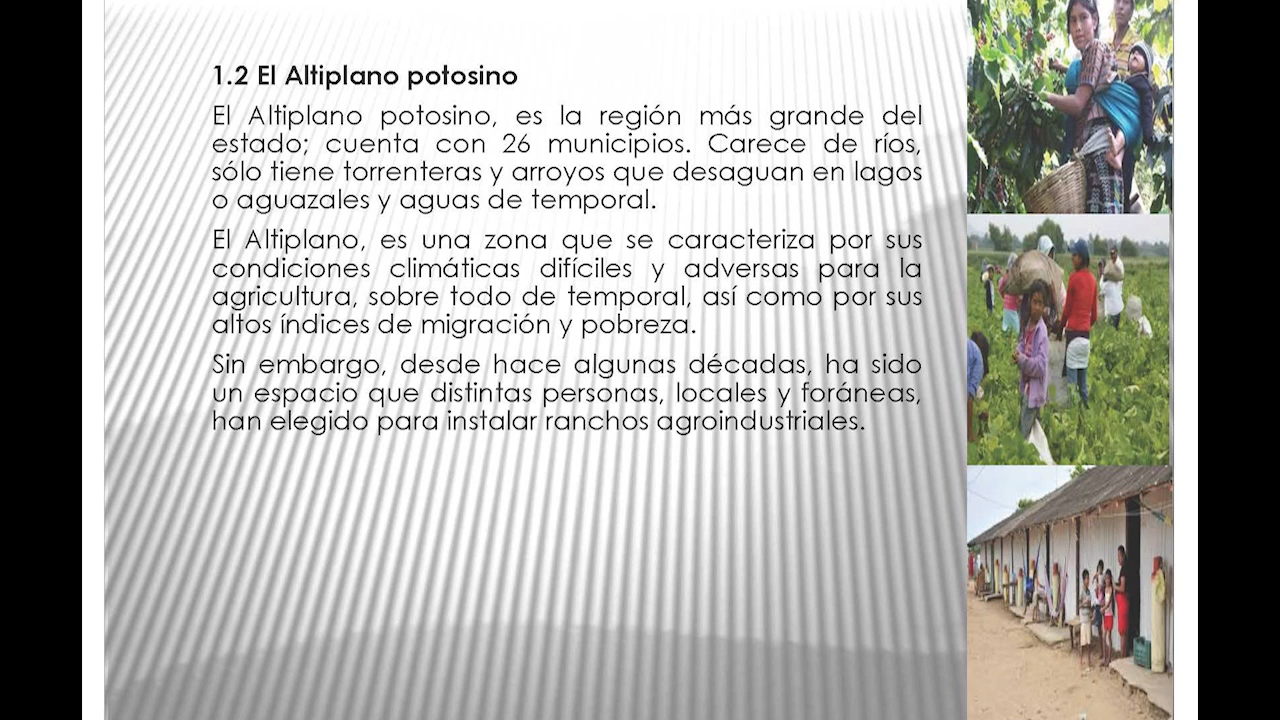 1.2 El Altiplano potosino
El Altiplano potosino, es la región más grande del
estado; cuenta con 26 municipios. Carece de ríos,
sólo tiene torrenteras y arroyos que desaguan en lagos
o aguazales y aguas de temporal.
El Altiplano, es una zona que se caracteriza por sus
condiciones climáticas difíciles y adversas para la
agricultura, sobre todo de temporal, así como por sus
altos índices de migración y pobreza.
Sin embargo, desde hace algunas décadas, ha sido
un espacio que distintas personas, locales y foráneas,
han elegido para instalar ranchos agroindustriales.